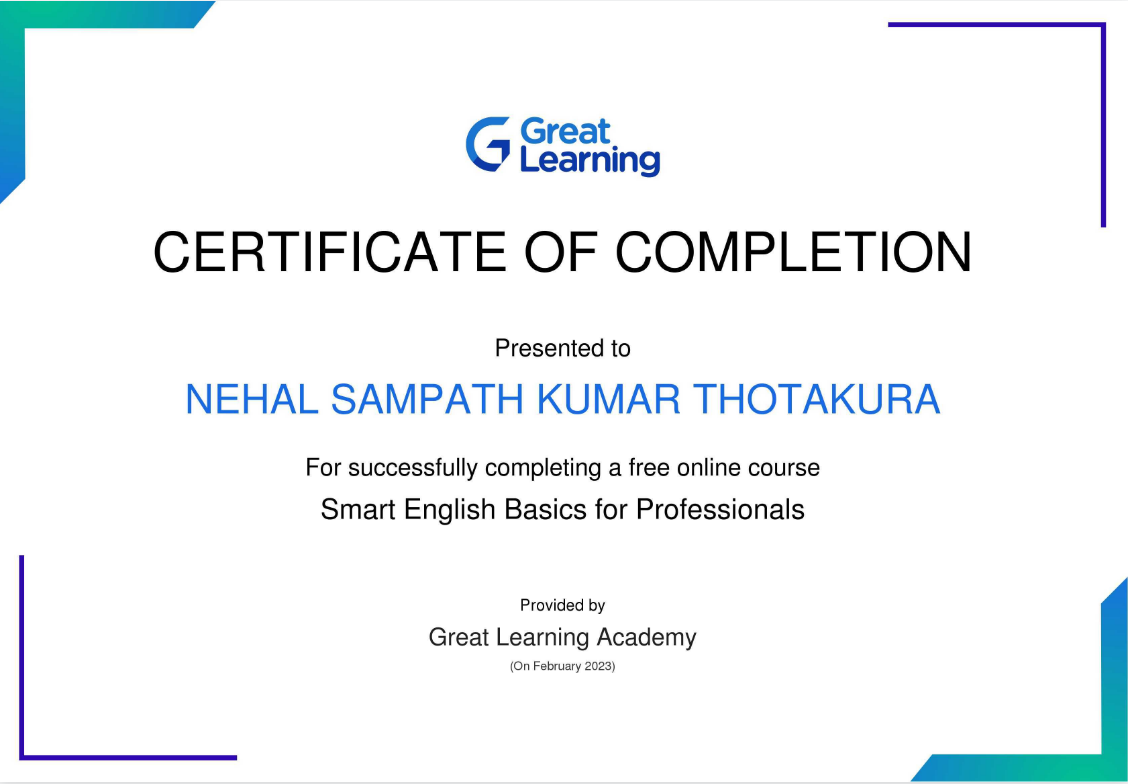 Great
Learning
CERTIFICATE OF COMPLETION
Presented to
NEHAL SAMPATH KUMAR THOTAKURA
For successfully completing a free online course
Smart English Basics for Professionals
Provided by
Great Learning Academy
(On February 2023)